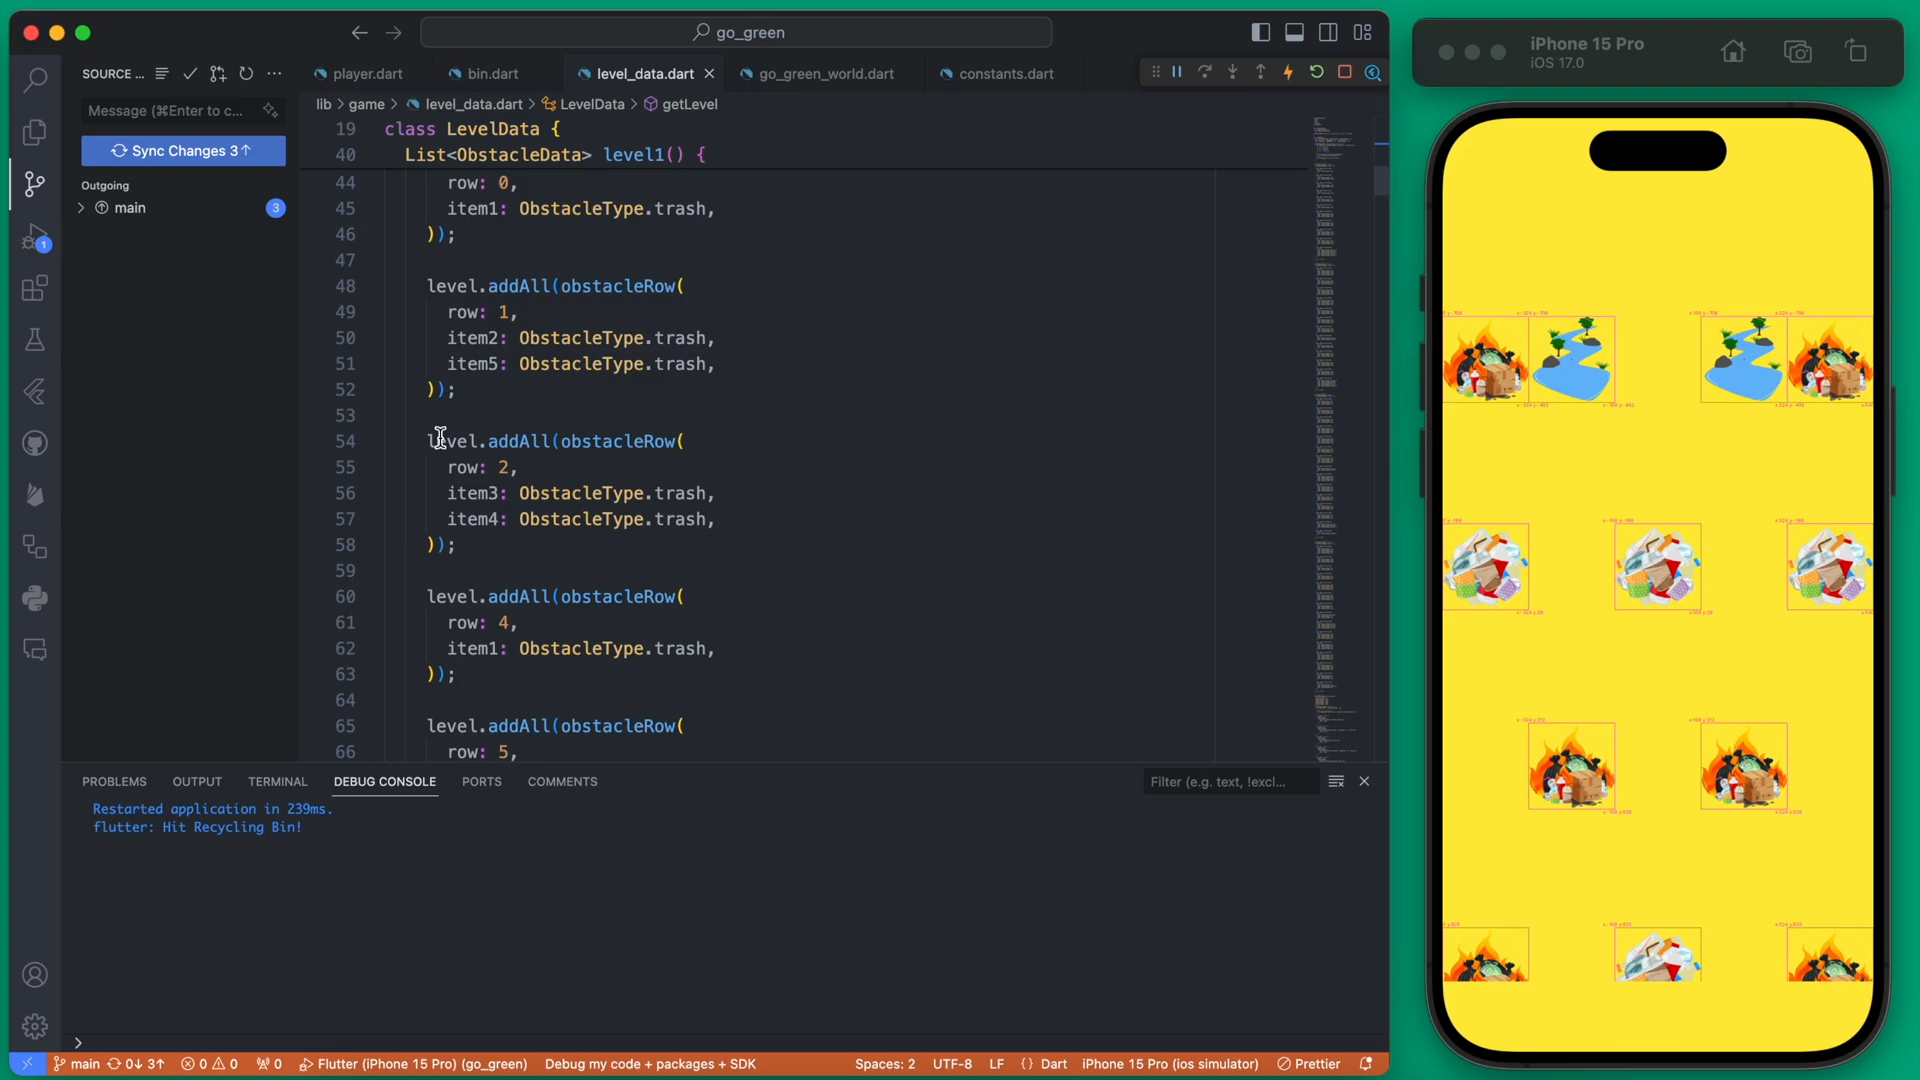 go_green
SOURCE ...
player.dart
bin.dart
level_data.dart
go_green_world.dart
constants.dart
Message (⌘Enter to c...
Sync Changes 3↑
Outgoing
main
3
1
lib > game > level_data.dart > LevelData > getLevel
19 class LevelData {
40 List<ObstacleData> level1() {
44 row: 0,
45 item1: ObstacleType.trash,
46 ));
47
48 level.addAll(obstacleRow(
49 row: 1,
50 item2: ObstacleType.trash,
51 item5: ObstacleType.trash,
52 ));
53
54 level.addAll(obstacleRow(
55 row: 2,
56 item3: ObstacleType.trash,
57 item4: ObstacleType.trash,
58 ));
59
60 level.addAll(obstacleRow(
61 row: 4,
62 item1: ObstacleType.trash,
63 ));
64
65 level.addAll(obstacleRow(
66 row: 5,
PROBLEMS OUTPUT TERMINAL DEBUG CONSOLE PORTS COMMENTS
Filter (e.g. text, !excl...
Restarted application in 239ms.
flutter: Hit Recycling Bin!
main 0↓ 3↑ 0 0 0 Flutter (iPhone 15 Pro) (go_green) Debug my code + packages + SDK Spaces: 2 UTF-8 LF {} Dart iPhone 15 Pro (ios simulator) Prettier
iPhone 15 Pro
iOS 17.0